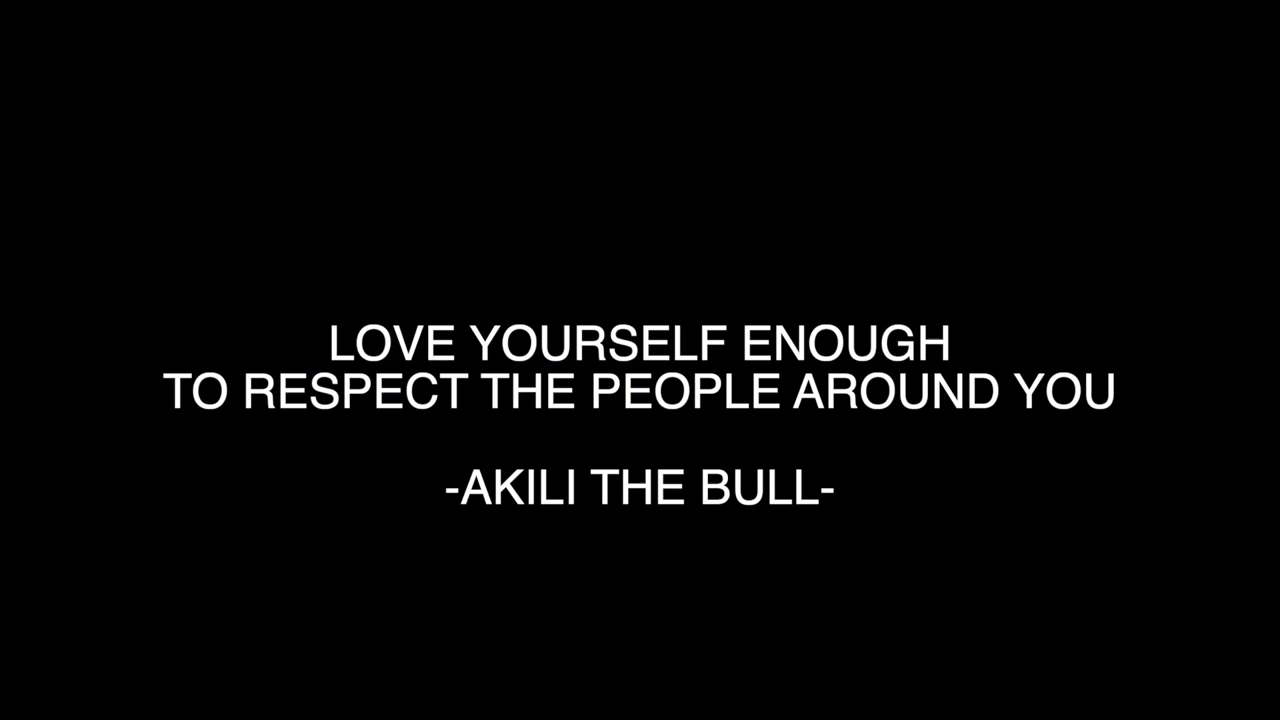 LOVE YOURSELF ENOUGH
TO RESPECT THE PEOPLE AROUND YOU
-AKILI THE BULL-